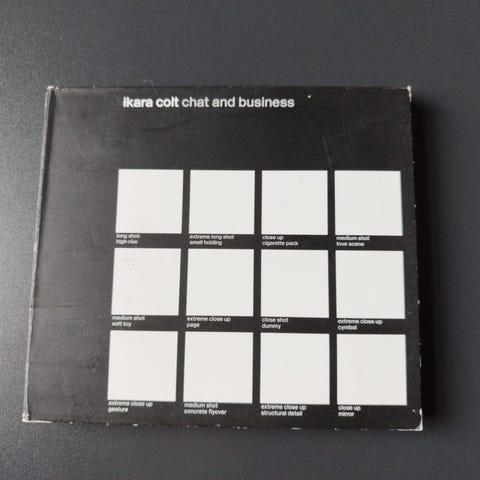 ikara colt chat and business
long shot
high-rise
extreme long shot
small holding
close up
cigarette pack
medium shot
love scene
medium shot
soft toy
extreme close up
page
close shot
dummy
extreme close up
cymbal
extreme close up
gesture
medium shot
concrete flyover
extreme close up
structural detail
close up
mirror